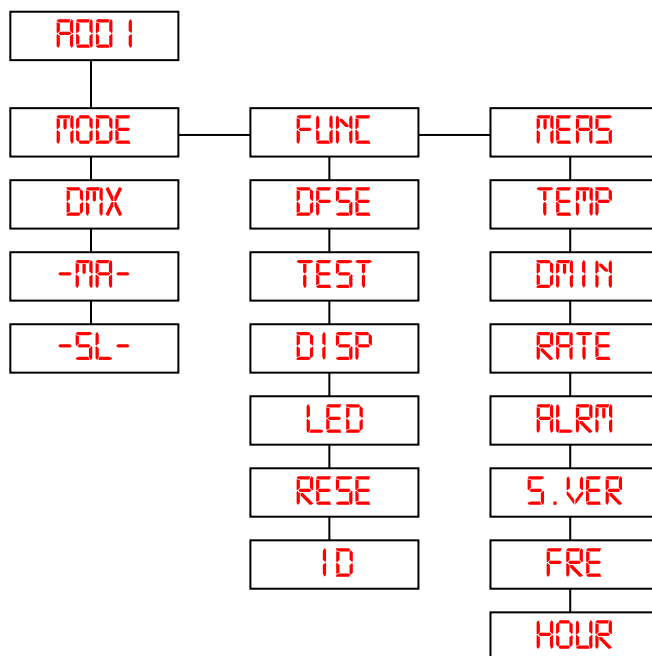 A001
MODE FUNC MEAS
DMX DFSE TEMP
-MA- TEST DMIN
-SL- DISP RATE
LED ALRM
RESE S.VER
ID FRE
HOUR